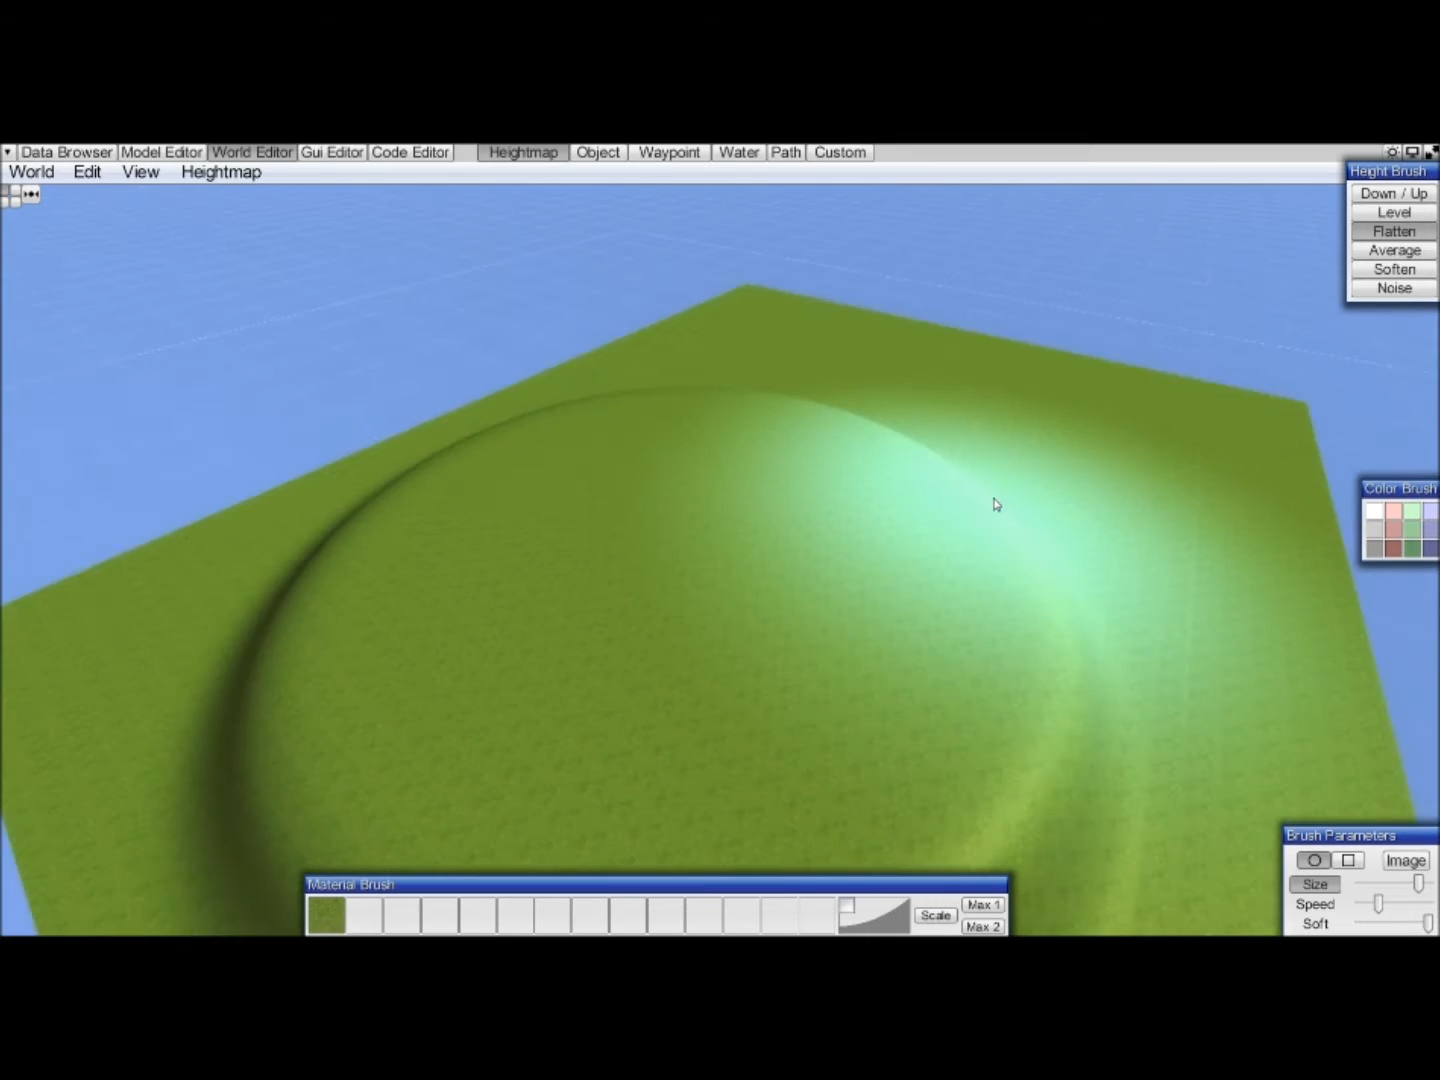 Data Browser Model Editor World Editor Gui Editor Code Editor Heightmap Object Waypoint Water Path Custom
World Edit View Heightmap
Height Brush
Down / Up
Level
Flatten
Average
Soften
Noise
Color Brush
Brush Parameters
Image
Size
Speed
Soft
Material Brush
Scale
Max 1
Max 2